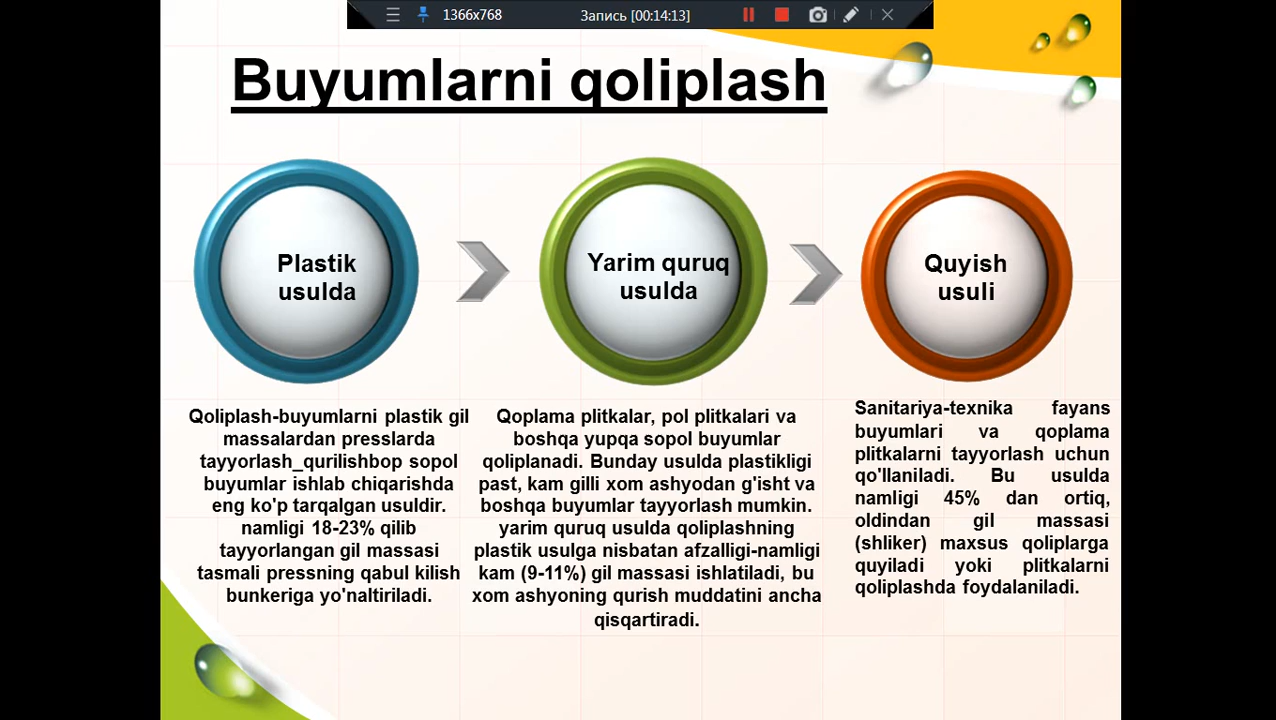 1366x768
Запись [00:14:13]
Buyumlarni qoliplash
Plastik
usulda
Yarim quruq
usulda
Quyish
usuli
Qoliplash-buyumlarni plastik gil
massalardan presslarda
tayyorlash_qurilishbop sopol
buyumlar ishlab chiqarishda
eng ko'p tarqalgan usuldir.
namligi 18-23% qilib
tayyorlangan gil massasi
tasmali pressning qabul kilish
bunkeriga yo'naltiriladi.
Qoplama plitkalar, pol plitkalari va
boshqa yupqa sopol buyumlar
qoliplanadi. Bunday usulda plastikligi
past, kam gilli xom ashyodan g'isht va
boshqa buyumlar tayyorlash mumkin.
yarim quruq usulda qoliplashning
plastik usulga nisbatan afzalligi-namligi
kam (9-11%) gil massasi ishlatiladi, bu
xom ashyoning qurish muddatini ancha
qisqartiradi.
Sanitariya-texnika fayans
buyumlari va qoplama
plitkalarni tayyorlash uchun
qo'llaniladi. Bu usulda
namligi 45% dan ortiq,
oldindan gil massasi
(shliker) maxsus qoliplarga
quyiladi yoki plitkalarni
qoliplashda foydalaniladi.